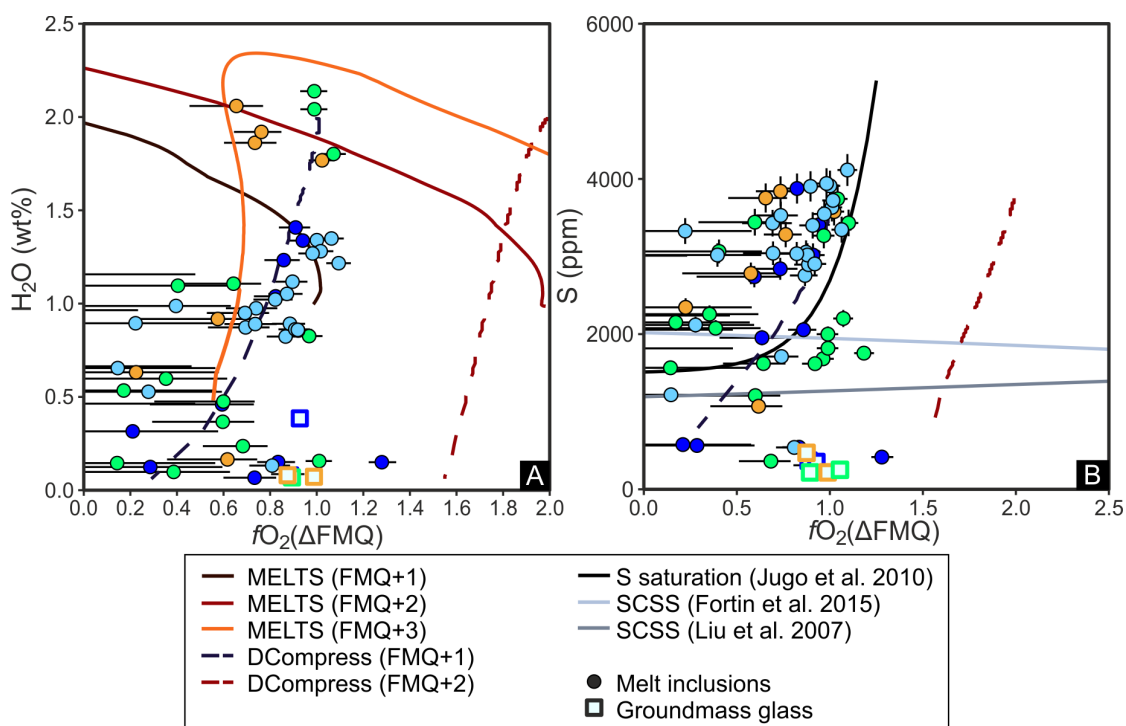 2.5
2.0
1.5
1.0
0.5
0.0
H2O (wt%)
0.0 0.2 0.4 0.6 0.8 1.0 1.2 1.4 1.6 1.8 2.0
fO2(ΔFMQ)
A
6000
4000
2000
0
S (ppm)
0.0 0.5 1.0 1.5 2.0 2.5
fO2(ΔFMQ)
B
MELTS (FMQ+1)
MELTS (FMQ+2)
MELTS (FMQ+3)
DCompress (FMQ+1)
DCompress (FMQ+2)
S saturation (Jugo et al. 2010)
SCSS (Fortin et al. 2015)
SCSS (Liu et al. 2007)
Melt inclusions
Groundmass glass